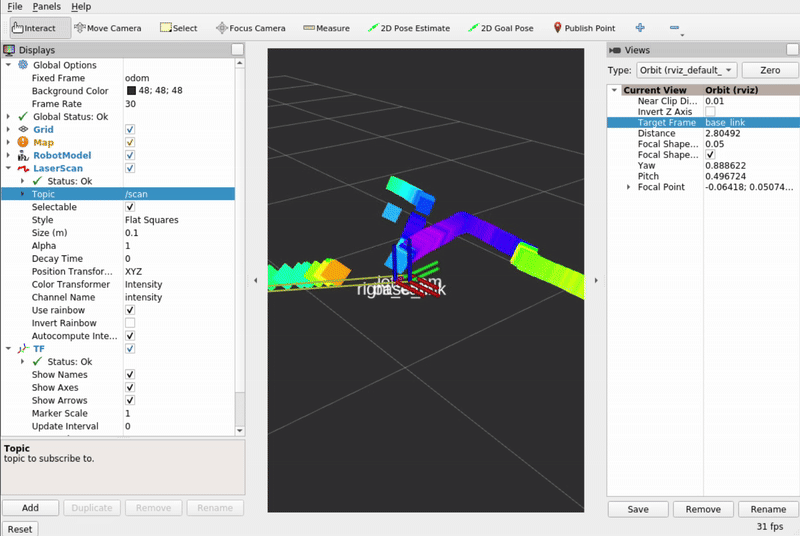 File Panels Help
Interact Move Camera Select Focus Camera Measure 2D Pose Estimate 2D Goal Pose Publish Point
Displays
Global Options
Fixed Frame odom
Background Color 48; 48; 48
Frame Rate 30
Global Status: Ok
Grid
Map
RobotModel
LaserScan
Status: Ok
Topic /scan
Selectable
Style Flat Squares
Size (m) 0.1
Alpha 1
Decay Time 0
Position Transfor... XYZ
Color Transformer Intensity
Channel Name intensity
Use rainbow
Invert Rainbow
Autocompute Inte...
TF
Status: Ok
Show Names
Show Axes
Show Arrows
Marker Scale 1
Update Interval 0
Topic
topic to subscribe to.
Add Duplicate Remove Rename
Reset
Views
Type: Orbit (rviz_default_ Zero
Current View Orbit (rviz)
Near Clip Di... 0.01
Invert Z Axis
Target Frame base_link
Distance 2.80492
Focal Shape... 0.05
Focal Shape...
Yaw 0.888622
Pitch 0.496724
Focal Point -0.06418; 0.05074...
Save Remove Rename
31 fps